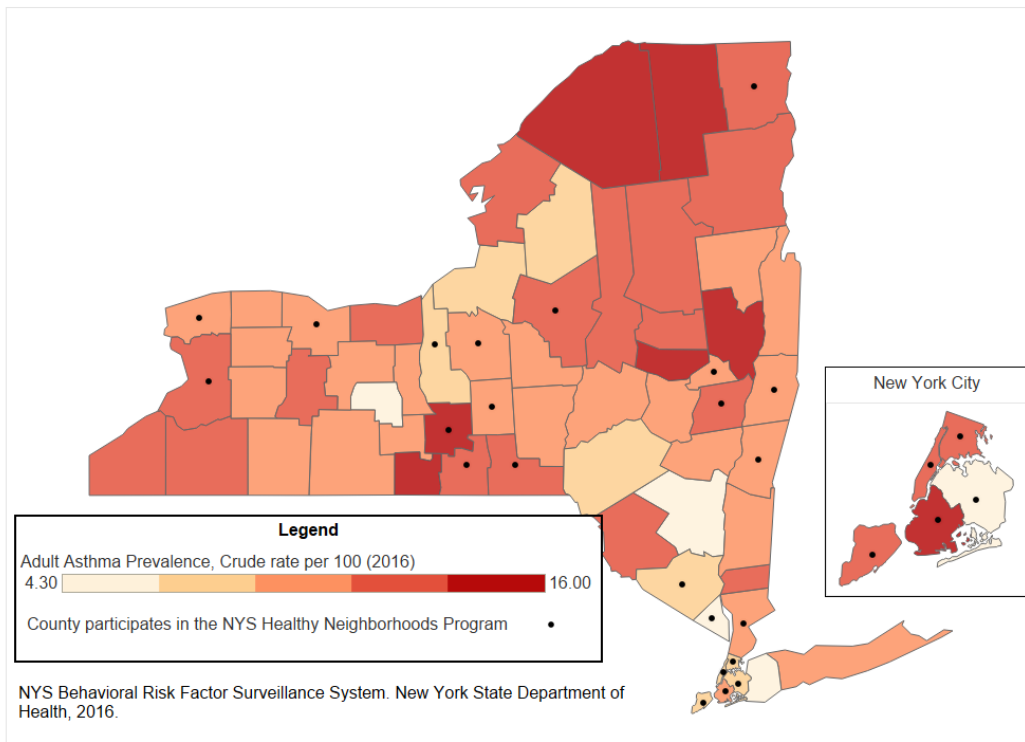 New York City
Legend
Adult Asthma Prevalence, Crude rate per 100 (2016)
4.30 16.00
County participates in the NYS Healthy Neighborhoods Program
NYS Behavioral Risk Factor Surveillance System. New York State Department of
Health, 2016.